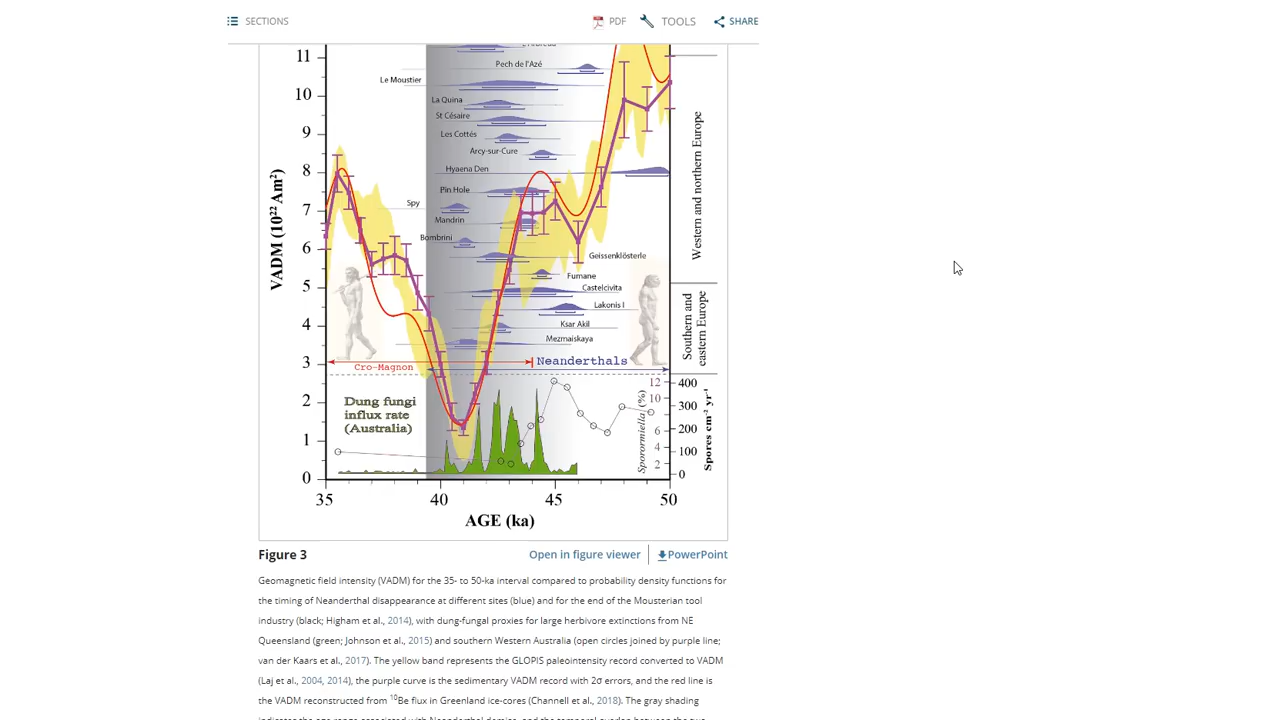 SECTIONS
PDF TOOLS SHARE
11
10
9
8
7
6
5
4
3
2
1
0
VADM (10²² Am²)
Pech de l'Azé
Le Moustier
La Quina
St Césaire
Les Cottés
Arcy-sur-Cure
Hyaena Den
Pin Hole
Spy
Mandrin
Bombrini
Geissenklösterle
Fumane
Castelcivita
Lakonis I
Ksar Akil
Mezmaiskaya
Western and northern Europe
Southern and
eastern Europe
Cro-Magnon
Neanderthals
Dung fungi
influx rate
(Australia)
Sporormiella (%)
12
10
6
4
2
400
300
200
100
0
Spores cm⁻² yr⁻¹
35 40 45 50
AGE (ka)
Figure 3 Open in figure viewer PowerPoint
Geomagnetic field intensity (VADM) for the 35- to 50-ka interval compared to probability density functions for
the timing of Neanderthal disappearance at different sites (blue) and for the end of the Mousterian tool
industry (black; Higham et al., 2014), with dung-fungal proxies for large herbivore extinctions from NE
Queensland (green; Johnson et al., 2015) and southern Western Australia (open circles joined by purple line;
van der Kaars et al., 2017). The yellow band represents the GLOPIS paleointensity record converted to VADM
(Laj et al., 2004, 2014), the purple curve is the sedimentary VADM record with 2σ errors, and the red line is
the VADM reconstructed from ¹⁰Be flux in Greenland ice-cores (Channell et al., 2018). The gray shading